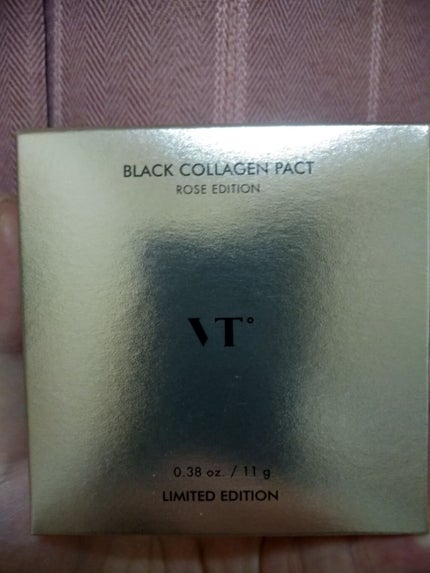 BLACK COLLAGEN PACT
ROSE EDITION
VT°
0.38 oz. / 11 g
LIMITED EDITION